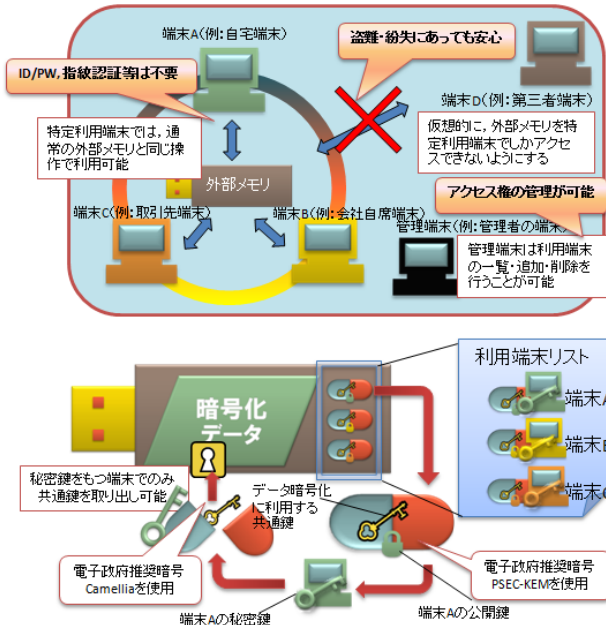 端末A(例：自宅端末)
盗難・紛失にあっても安心
ID/PW，指紋認証等は不要
端末D(例：第三者端末)
特定利用端末では，通
常の外部メモリと同じ操
作で利用可能
仮想的に，外部メモリを特
定利用端末でしかアクセ
スできないようにする
外部メモリ
アクセス権の管理が可能
端末C(例：取引先端末)
端末B(例：会社自席端末)
管理端末(例：管理者の端末)
管理端末は利用端末
の一覧・追加・削除を
行うことが可能
利用端末リスト
端末A
端末B
端末C
暗号化
データ
秘密鍵をもつ端末でのみ
共通鍵を取り出し可能
データ暗号化
に利用する
共通鍵
電子政府推奨暗号
Camelliaを使用
電子政府推奨暗号
PSEC-KEMを使用
端末Aの秘密鍵
端末Aの公開鍵